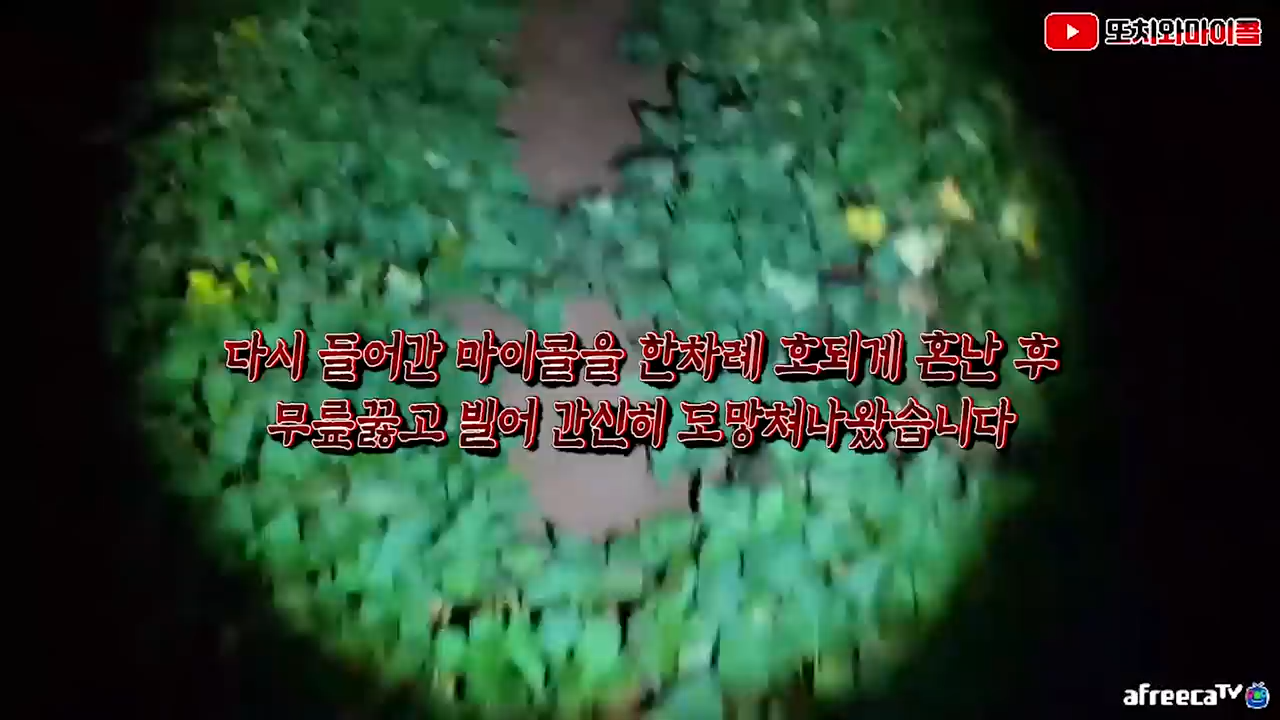 또치와마이콜
다시 들어간 마이콜을 한차례 호되게 혼난 후
무릎꿇고 빌어 간신히 도망쳐나왔습니다
afreecaTV